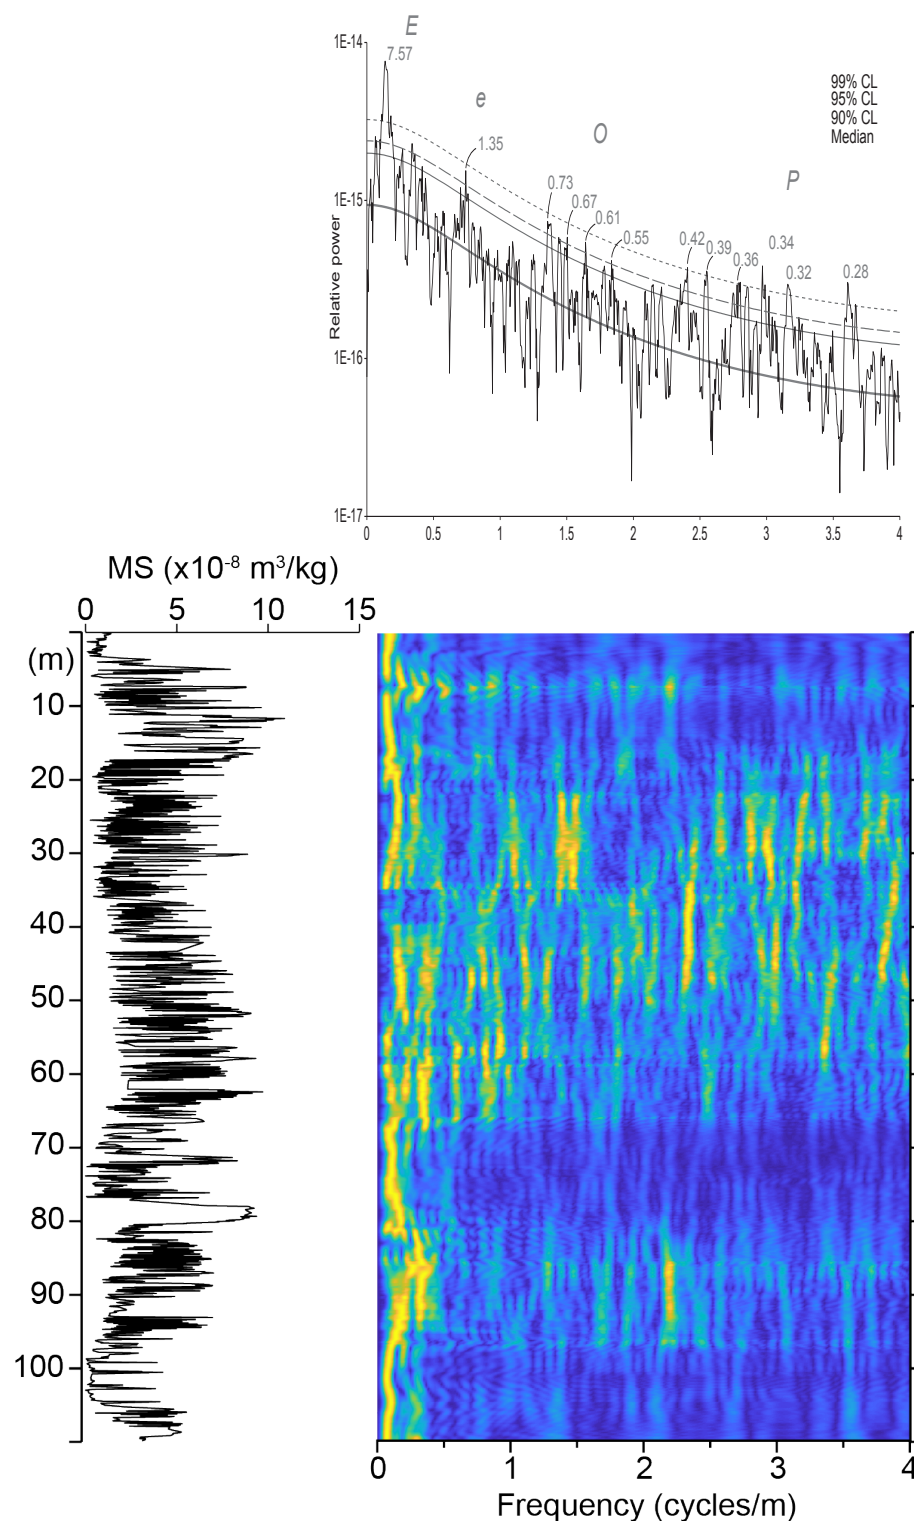 E
1E-14
7.57
99% CL
95% CL
90% CL
Median
e
O
1.35
P
1E-15
0.73
0.67
0.61
0.55
0.42
0.39
0.36
0.34
0.32
0.28
Relative power
1E-16
1E-17
0 0.5 1 1.5 2 2.5 3 3.5 4
MS (x10-8 m3/kg)
0 5 10 15
(m)
10
20
30
40
50
60
70
80
90
100
0 1 2 3 4
Frequency (cycles/m)